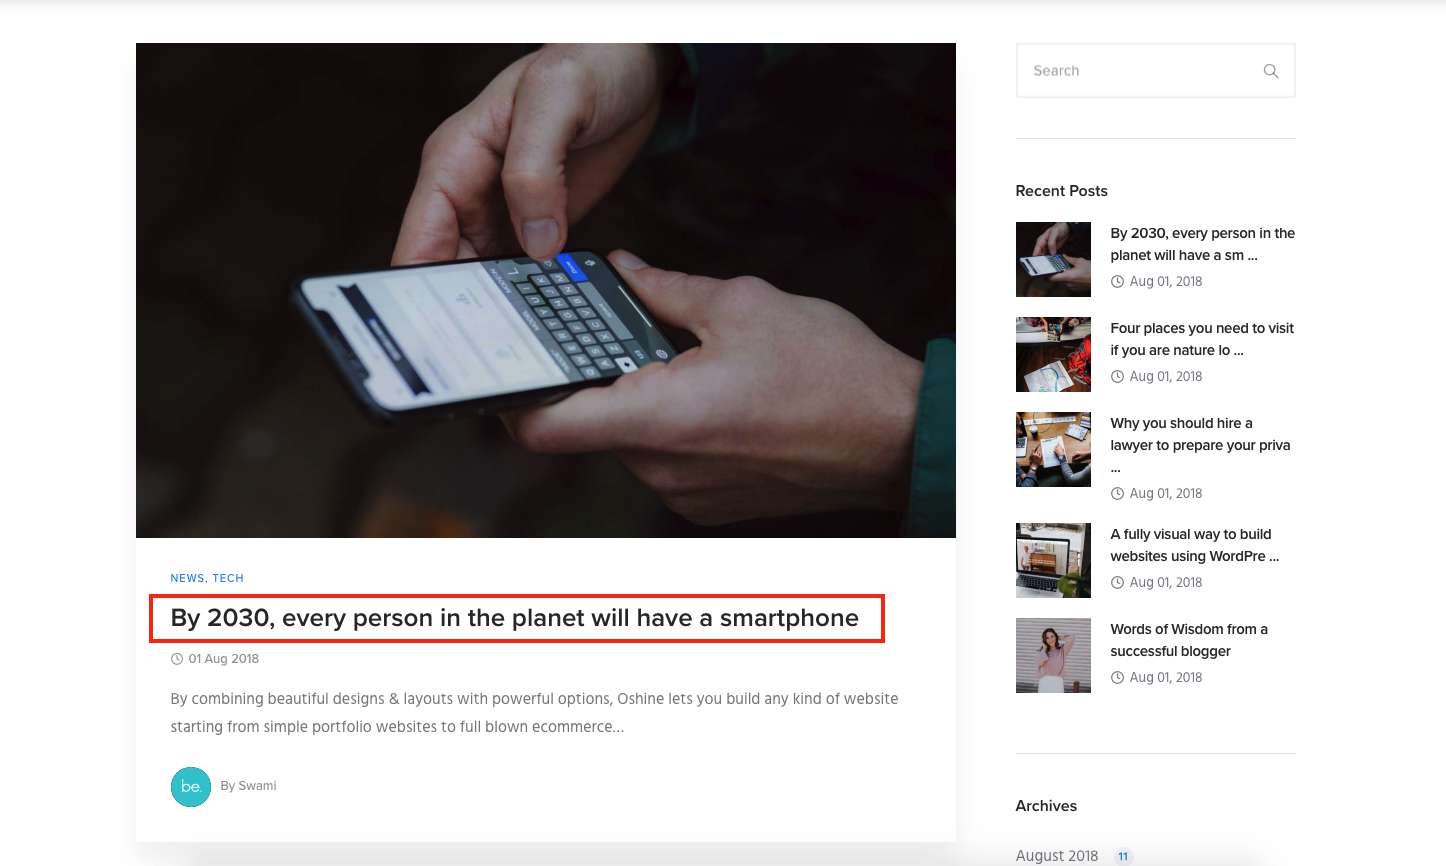 NEWS, TECH
By 2030, every person in the planet will have a smartphone
01 Aug 2018
By combining beautiful designs & layouts with powerful options, Oshine lets you build any kind of website
starting from simple portfolio websites to full blown ecommerce...
be.
By Swami
Search
Recent Posts
By 2030, every person in the
planet will have a sm ...
Aug 01, 2018
Four places you need to visit
if you are nature lo ...
Aug 01, 2018
Why you should hire a
lawyer to prepare your priva
...
Aug 01, 2018
A fully visual way to build
websites using WordPre ...
Aug 01, 2018
Words of Wisdom from a
successful blogger
Aug 01, 2018
Archives
August 2018 11